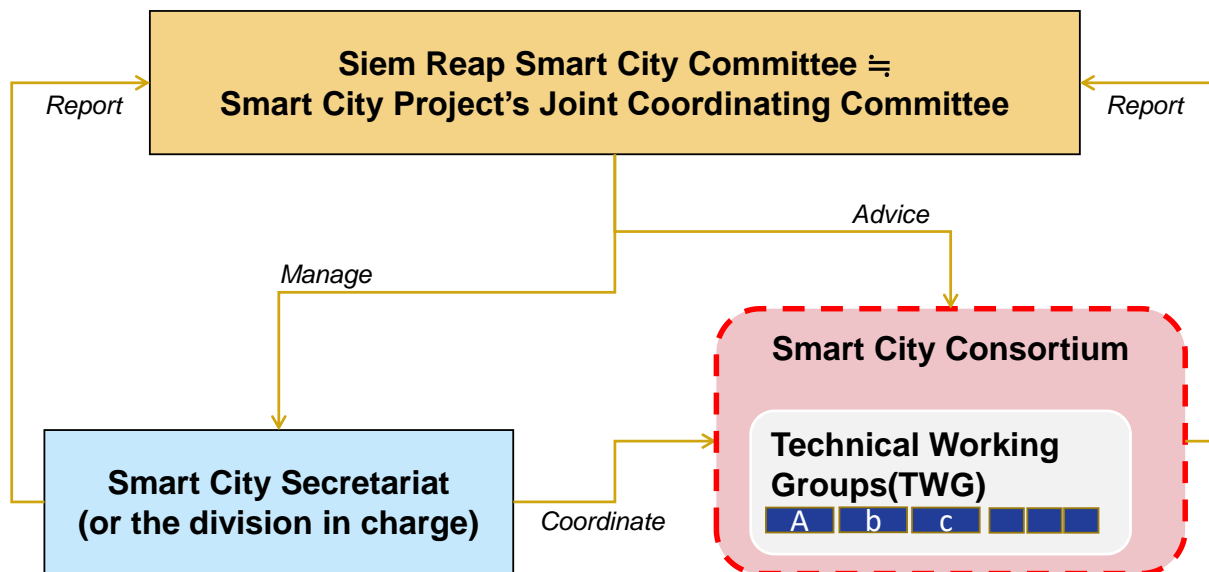 Siem Reap Smart City Committee ≒
Smart City Project's Joint Coordinating Committee
Report
Report
Advice
Manage
Smart City Consortium
Technical Working
Groups(TWG)
A b c
Smart City Secretariat
(or the division in charge)
Coordinate